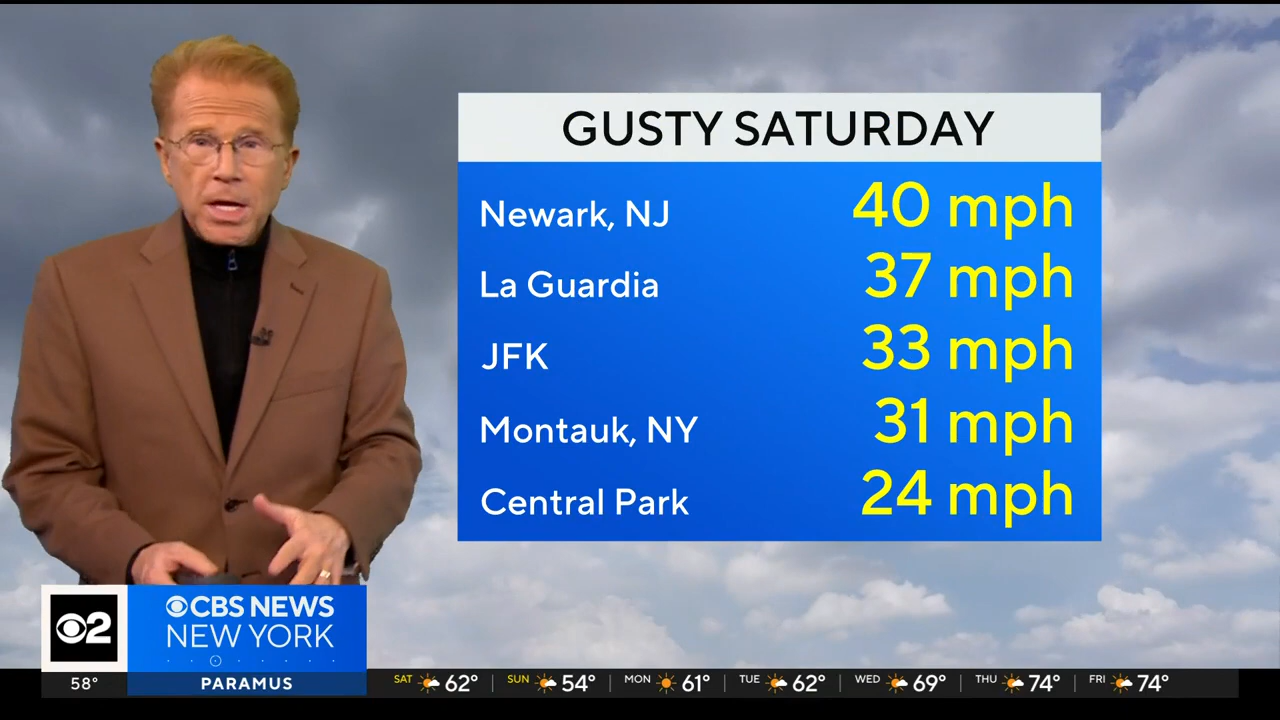 GUSTY SATURDAY
Newark, NJ 40 mph
La Guardia 37 mph
JFK 33 mph
Montauk, NY 31 mph
Central Park 24 mph
2 CBS NEWS
NEW YORK
58° PARAMUS SAT 62° SUN 54° MON 61° TUE 62° WED 69° THU 74° FRI 74°